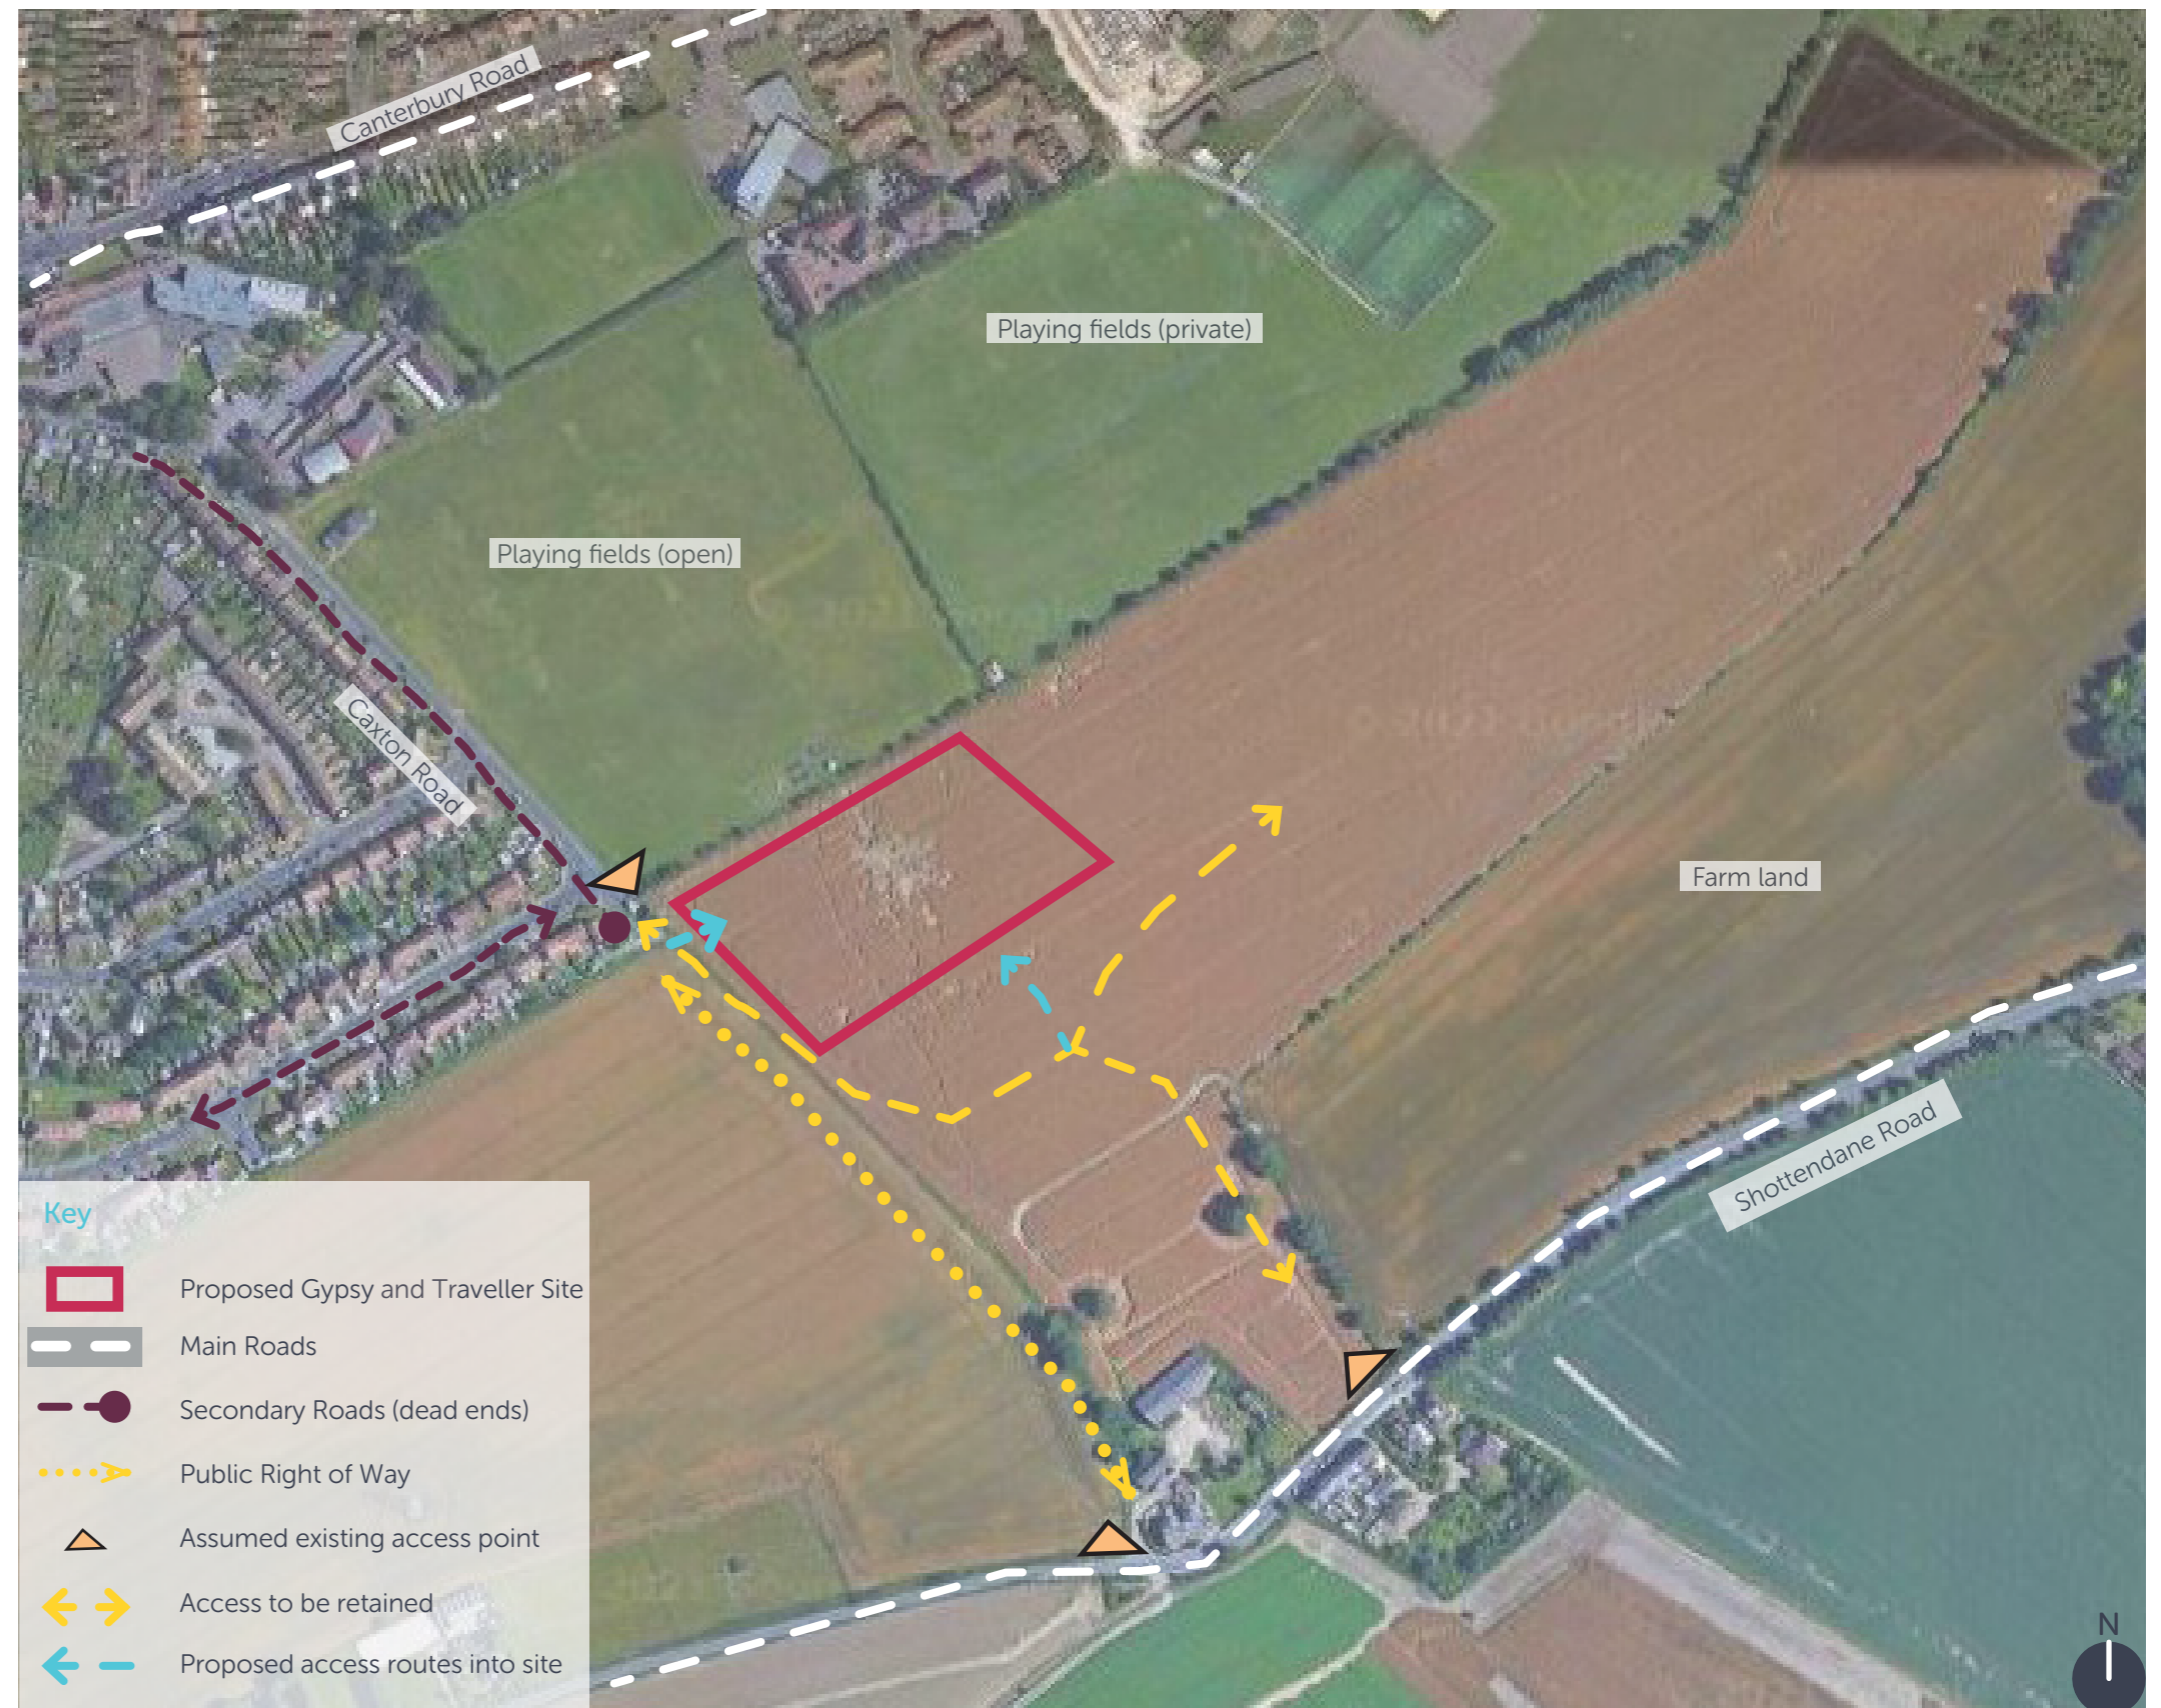 Canterbury Road
Playing fields (private)
Playing fields (open)
Caxton Road
Farm land
Shottendane Road
Key
Proposed Gypsy and Traveller Site
Main Roads
Secondary Roads (dead ends)
Public Right of Way
Assumed existing access point
Access to be retained
Proposed access routes into site
N